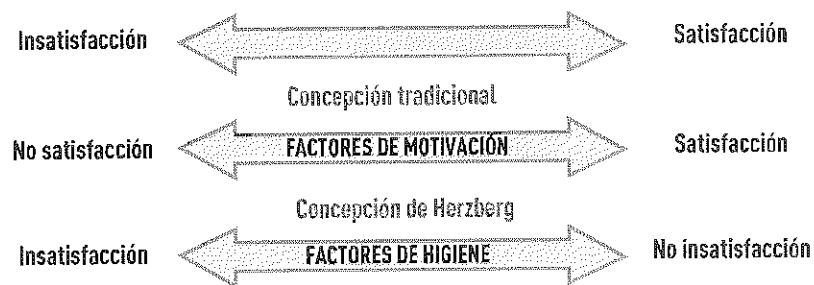 Insatisfacción Satisfacción
Concepción tradicional
No satisfacción FACTORES DE MOTIVACIÓN Satisfacción
Concepción de Herzberg
Insatisfacción FACTORES DE HIGIENE No insatisfacción